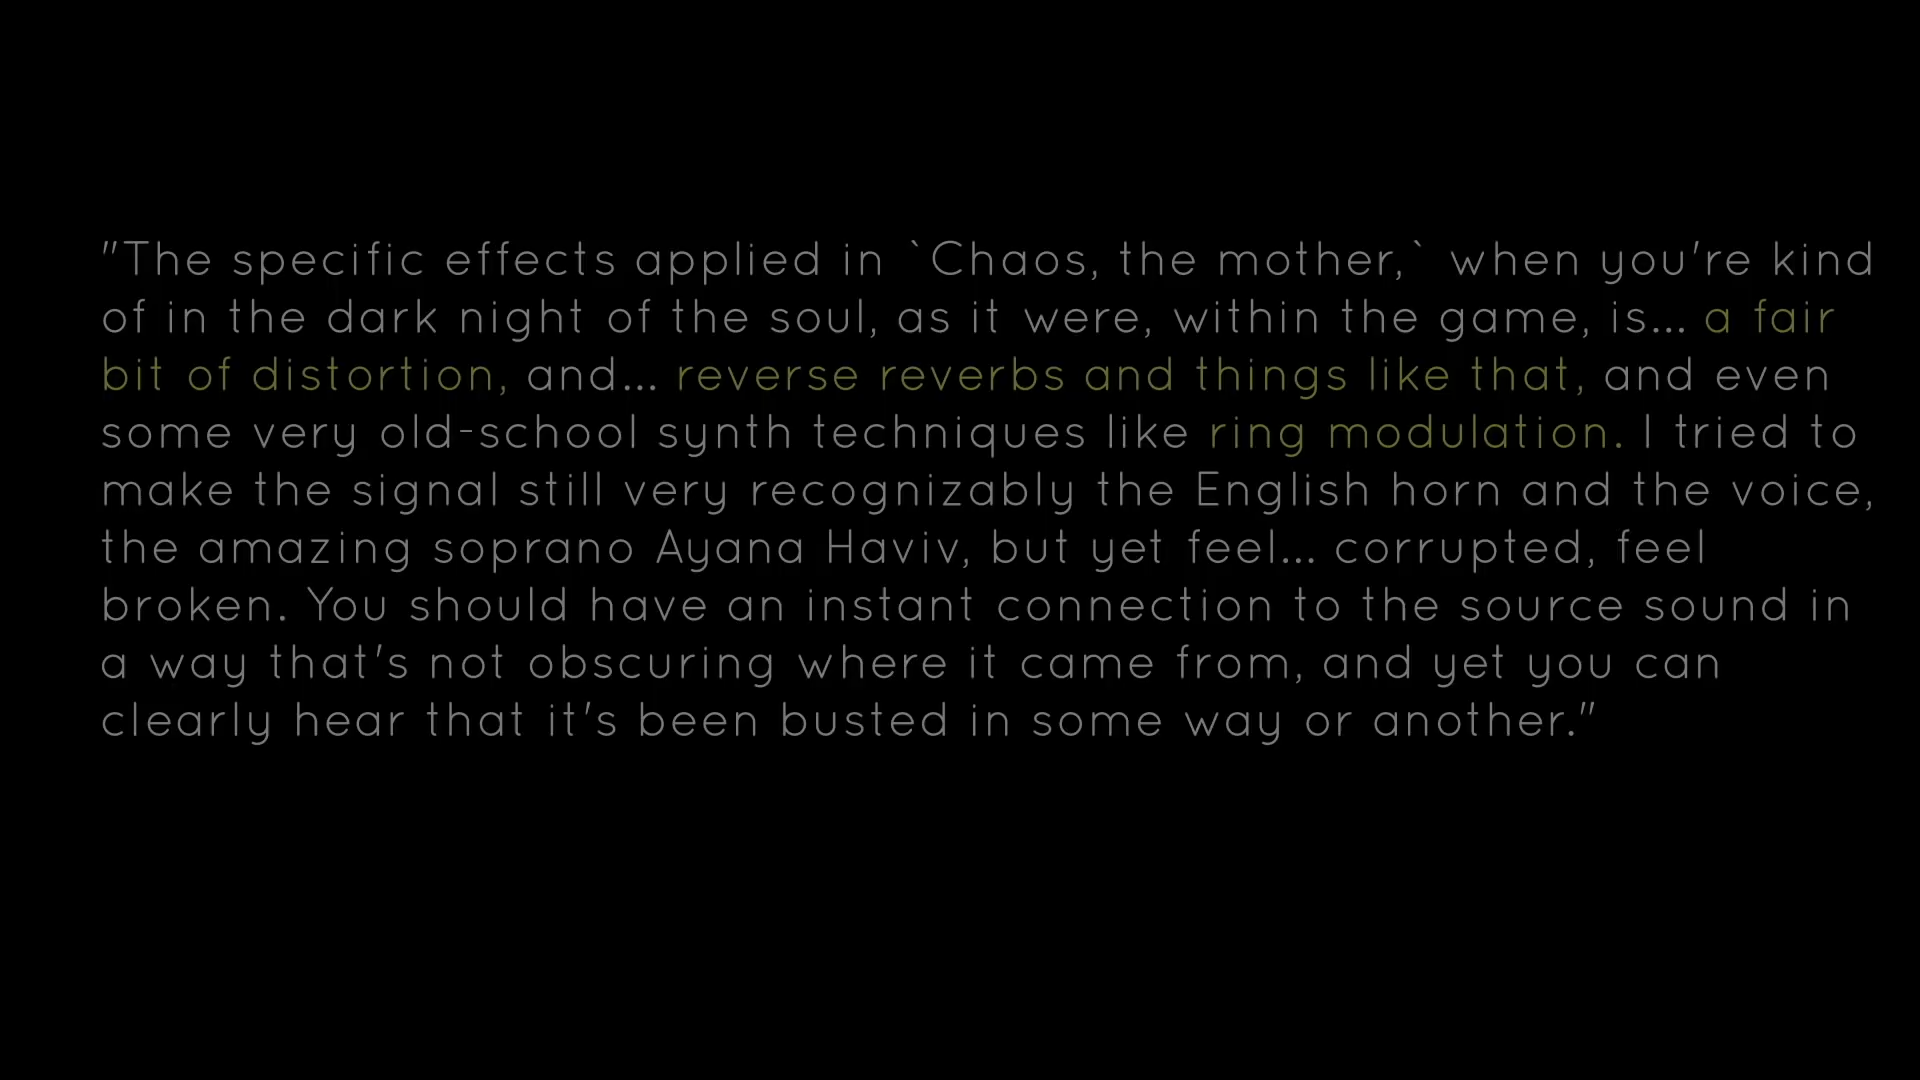 "The specific effects applied in `Chaos, the mother,` when you're kind
of in the dark night of the soul, as it were, within the game, is... a fair
bit of distortion, and... reverse reverbs and things like that, and even
some very old-school synth techniques like ring modulation. I tried to
make the signal still very recognizably the English horn and the voice,
the amazing soprano Ayana Haviv, but yet feel... corrupted, feel
broken. You should have an instant connection to the source sound in
a way that's not obscuring where it came from, and yet you can
clearly hear that it's been busted in some way or another."